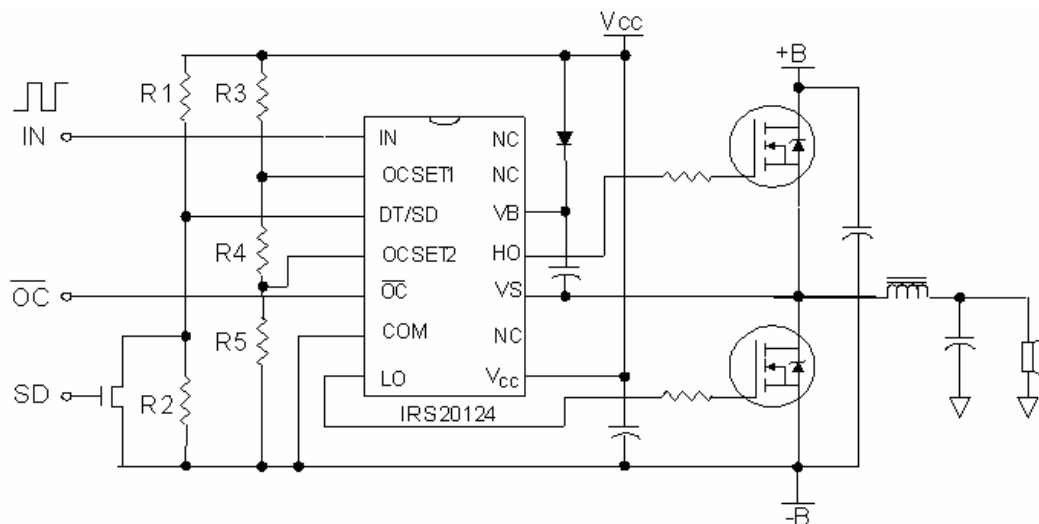 Vcc
+B
R1
R3
IN
IN
NC
OCSET1
NC
DT/SD
VB
R4
OCSET2
HO
OC
OC
VS
COM
NC
R5
LO
Vcc
SD
R2
IRS20124
-B